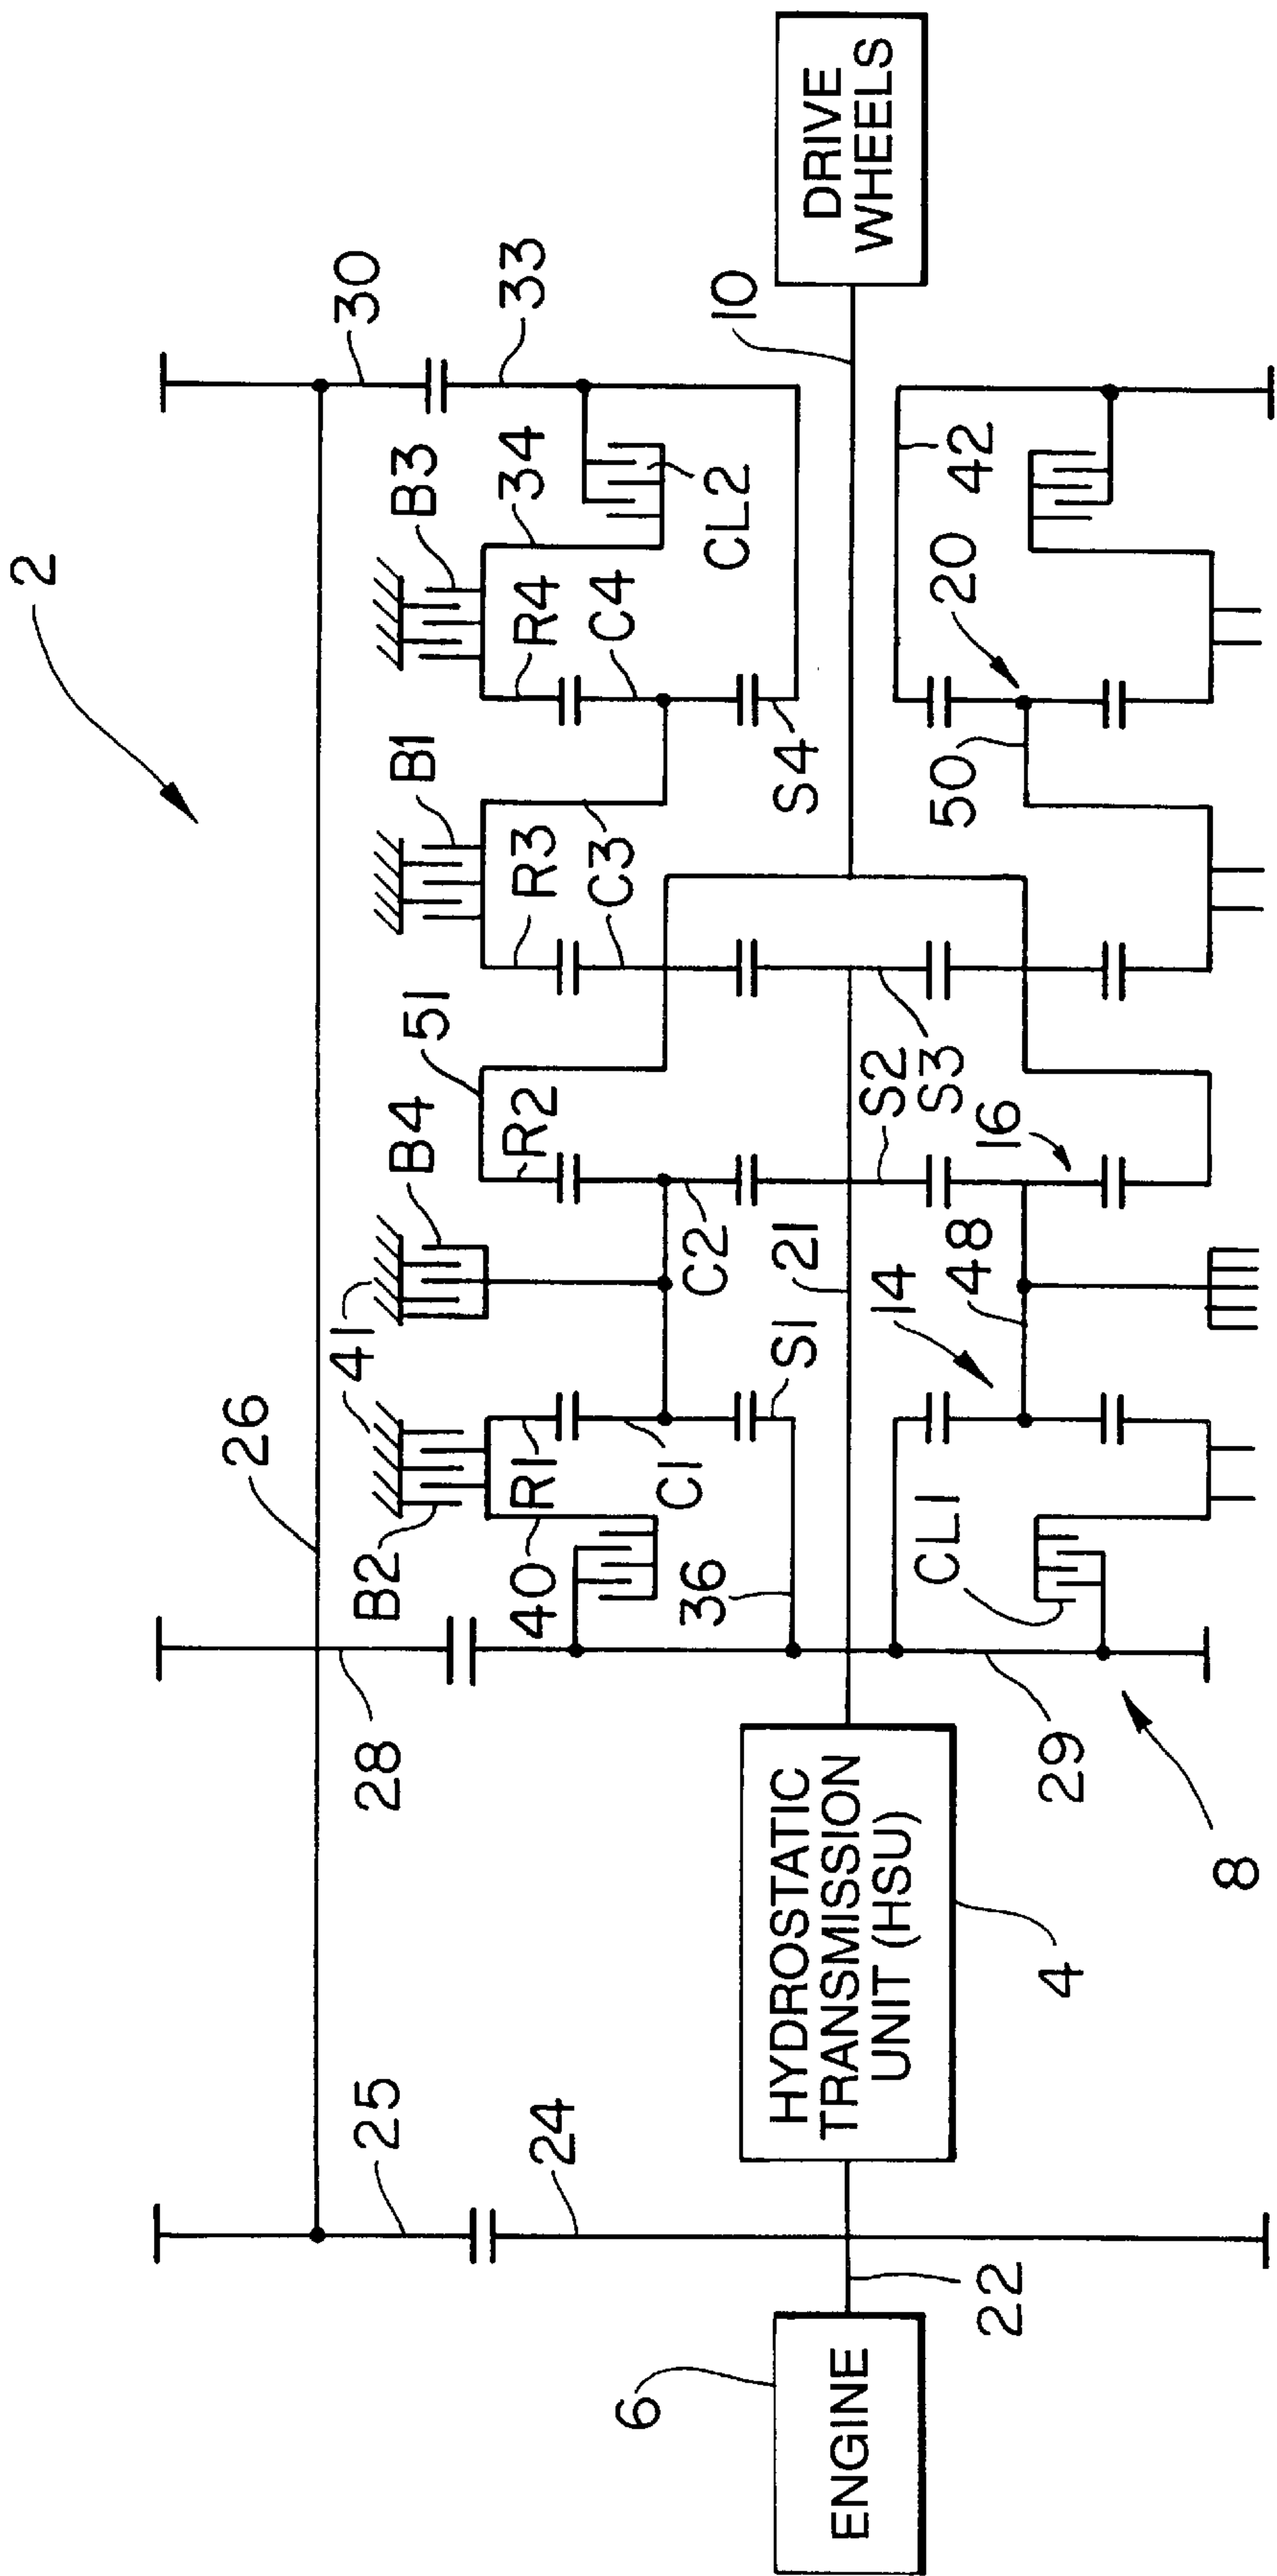 2
26
30
33
B3
34
R4
C4
CL2
S4
B1
R3
C3
10
DRIVE
WHEELS
42
20
50
51
R2
B4
41
B2
R1
C1
40
C2
S1
21
S2
S3
16
14
48
36
CL1
28
29
8
HYDROSTATIC
TRANSMISSION
UNIT (HSU)
4
25
24
22
6
ENGINE